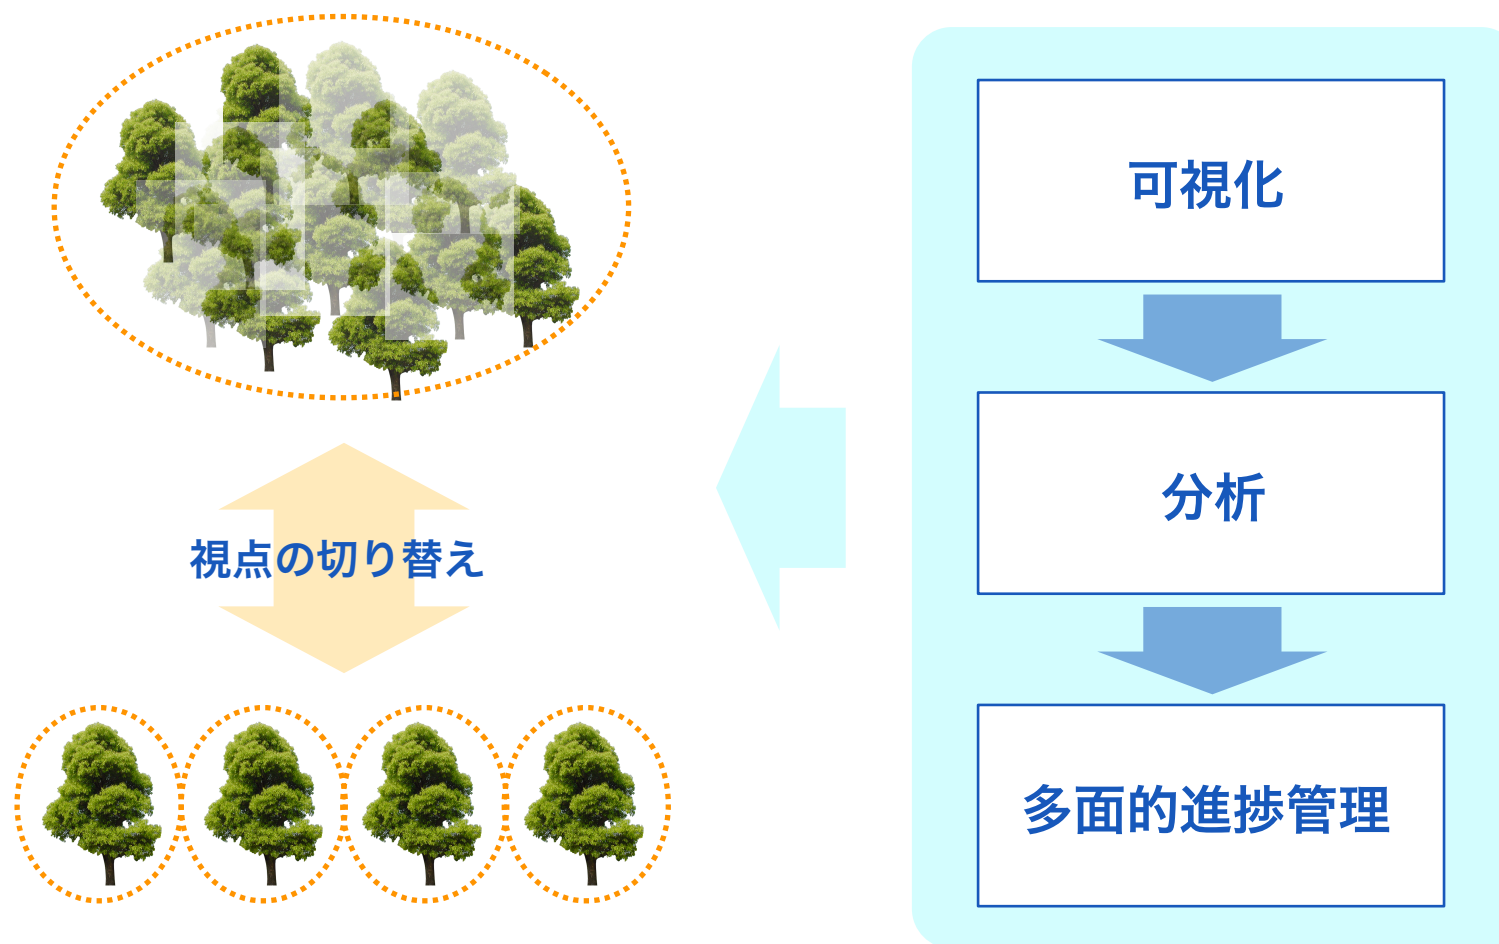 視点の切り替え
可視化
分析
多面的進捗管理